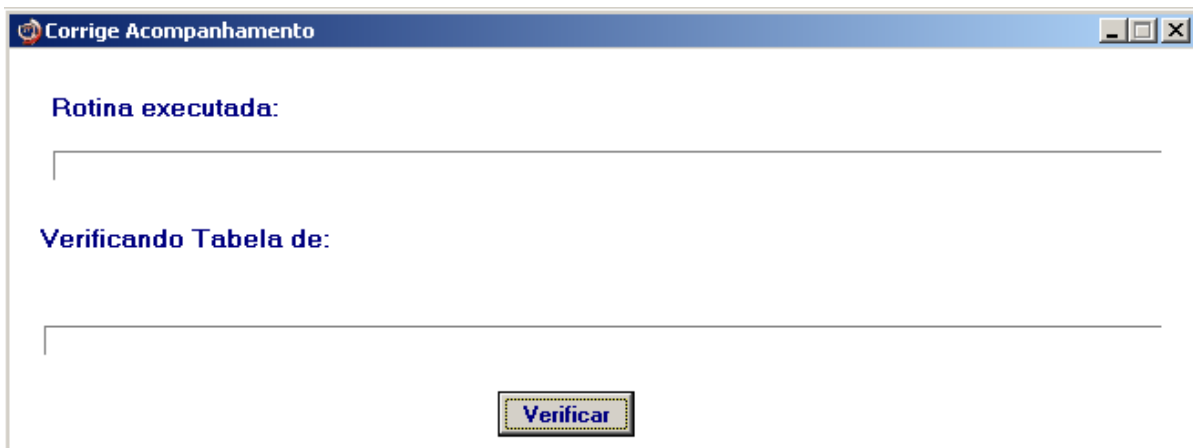 Corrige Acompanhamento
Rotina executada:
Verificando Tabela de:
Verificar